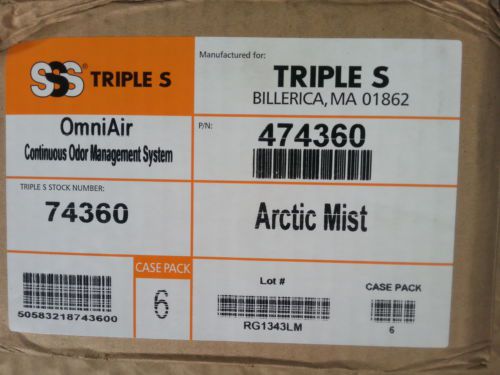 SSS® TRIPLE S
Manufactured for:
TRIPLE S
BILLERICA, MA 01862
OmniAir
Continuous Odor Management System
P/N:
474360
TRIPLE S STOCK NUMBER:
74360
Arctic Mist
50583218743600
CASE PACK
6
Lot #
RG1343LM
CASE PACK
6